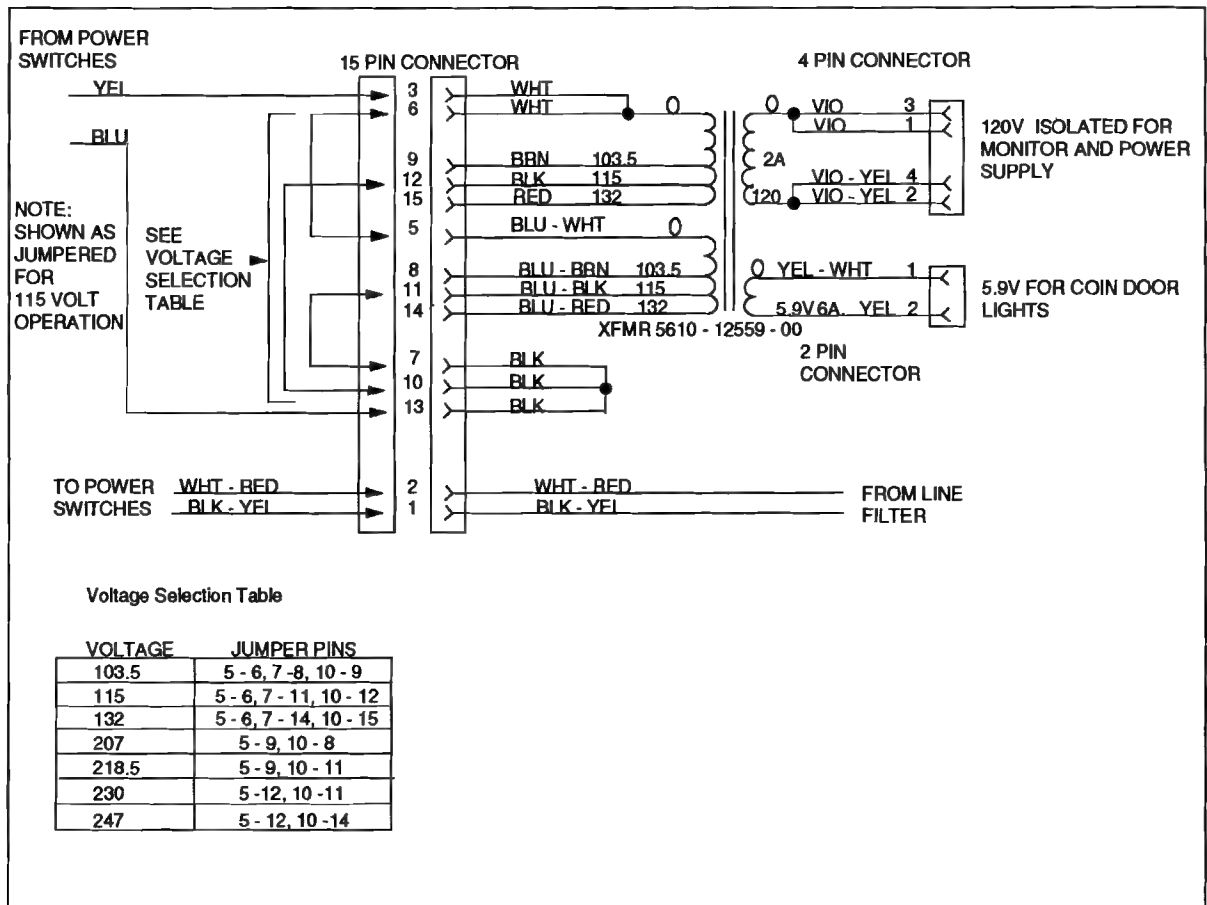 FROM POWER
SWITCHES
15 PIN CONNECTOR
4 PIN CONNECTOR
YEL
3
WHT
6
WHT
0
0
VIO
3
VIO
1
BLU
120V ISOLATED FOR
MONITOR AND POWER
SUPPLY
9
BRN
103.5
2A
12
BLK
115
VIO - YEL
4
15
RED
132
120
VIO - YEL
2
NOTE:
SHOWN AS
JUMPERED
FOR
115 VOLT
OPERATION
SEE
VOLTAGE
SELECTION
TABLE
5
BLU - WHT
0
8
BLU - BRN
103.5
0
YEL - WHT
1
11
BLU - BLK
115
14
BLU - RED
132
5.9V 6A.
YEL
2
5.9V FOR COIN DOOR
LIGHTS
XFMR 5610 - 12559 - 00
2 PIN
CONNECTOR
7
BLK
10
BLK
13
BLK
TO POWER
SWITCHES
WHT - RED
2
WHT - RED
BLK - YEL
1
BLK - YEL
FROM LINE
FILTER
Voltage Selection Table
VOLTAGE JUMPER PINS
103.5 5 - 6, 7 -8, 10 - 9
115 5 - 6, 7 - 11, 10 - 12
132 5 - 6, 7 - 14, 10 - 15
207 5 - 9, 10 - 8
218.5 5 - 9, 10 - 11
230 5 -12, 10 -11
247 5 - 12, 10 -14